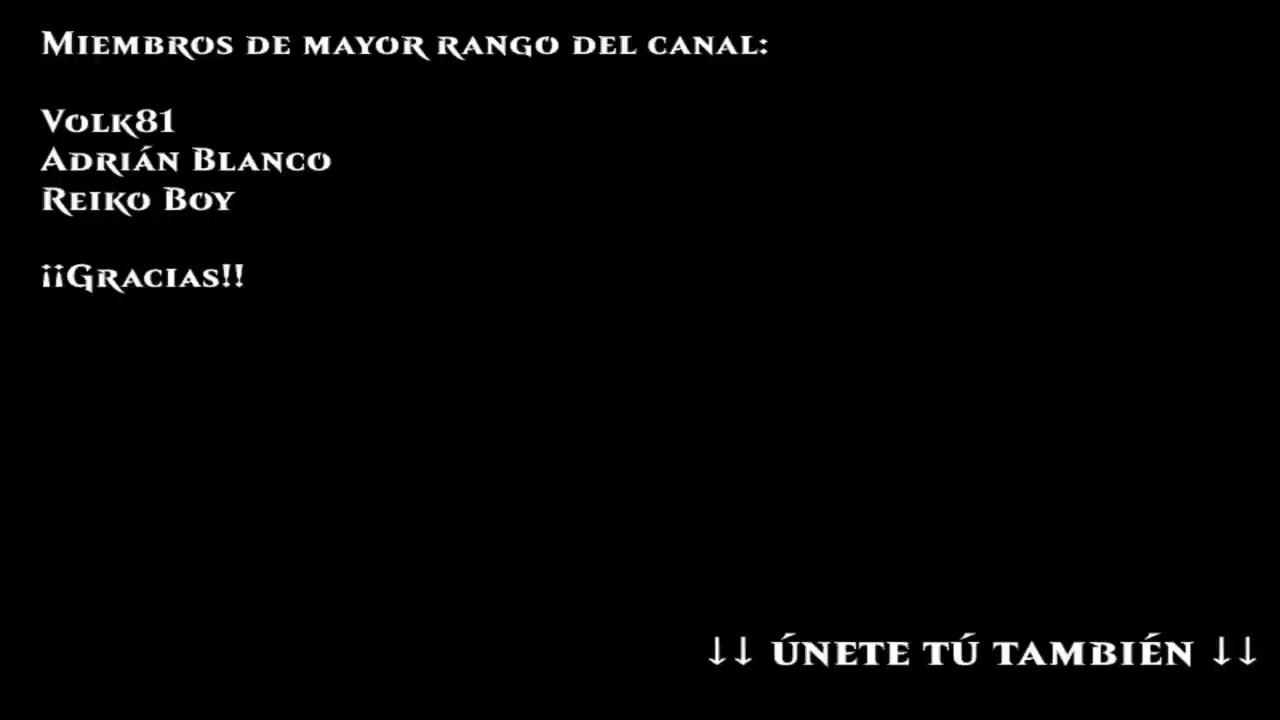 Miembros de mayor rango del canal:
Volk81
Adrián Blanco
Reiko Boy
¡¡Gracias!!
↓↓ ÚNETE TÚ TAMBIÉN ↓↓